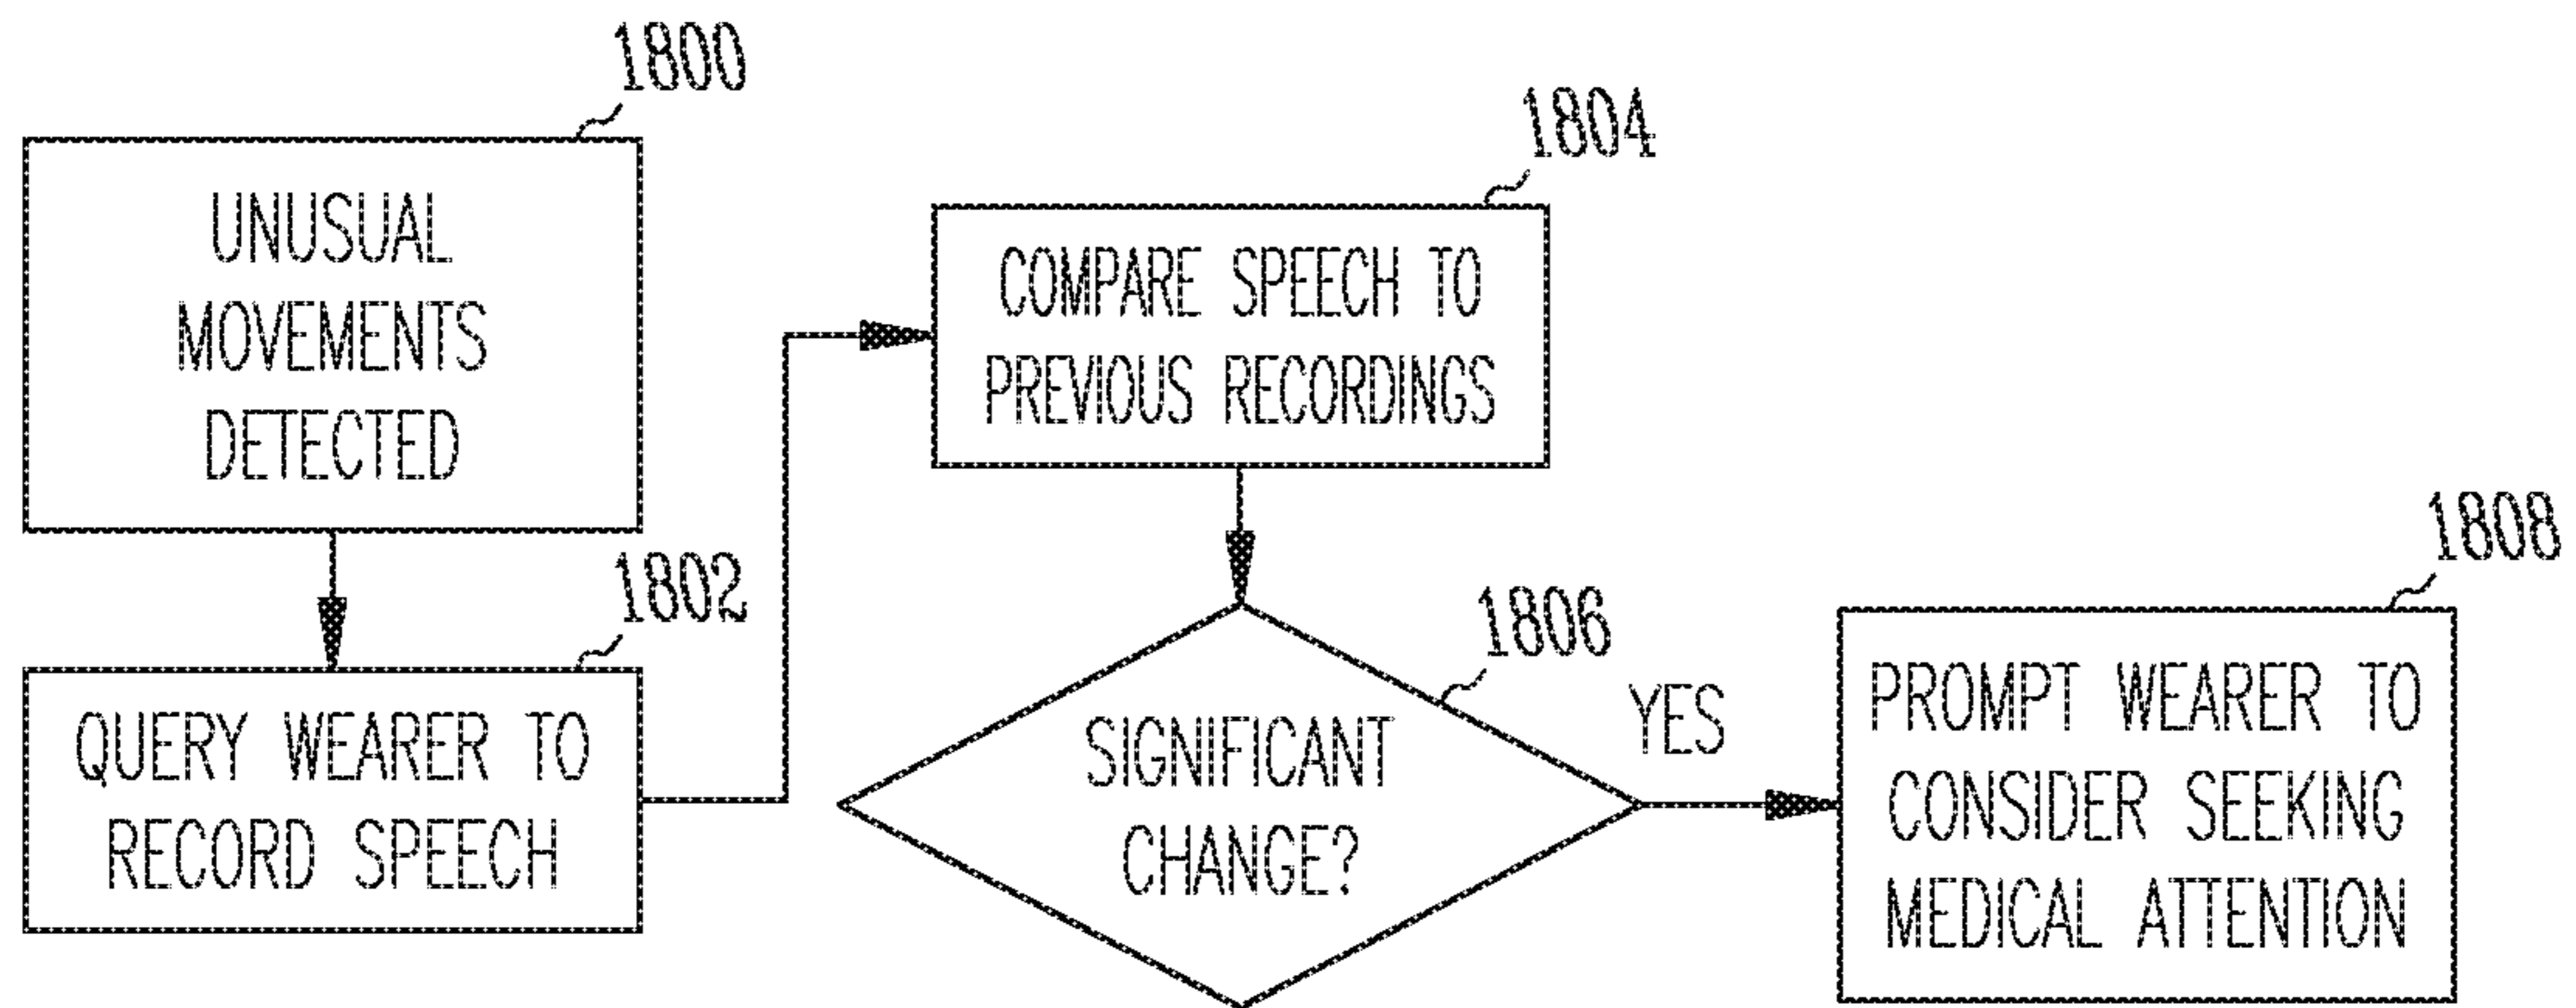 1800
UNUSUAL
MOVEMENTS
DETECTED
1802
QUERY WEARER TO
RECORD SPEECH
1804
COMPARE SPEECH TO
PREVIOUS RECORDINGS
1806
SIGNIFICANT
CHANGE?
YES
1808
PROMPT WEARER TO
CONSIDER SEEKING
MEDICAL ATTENTION